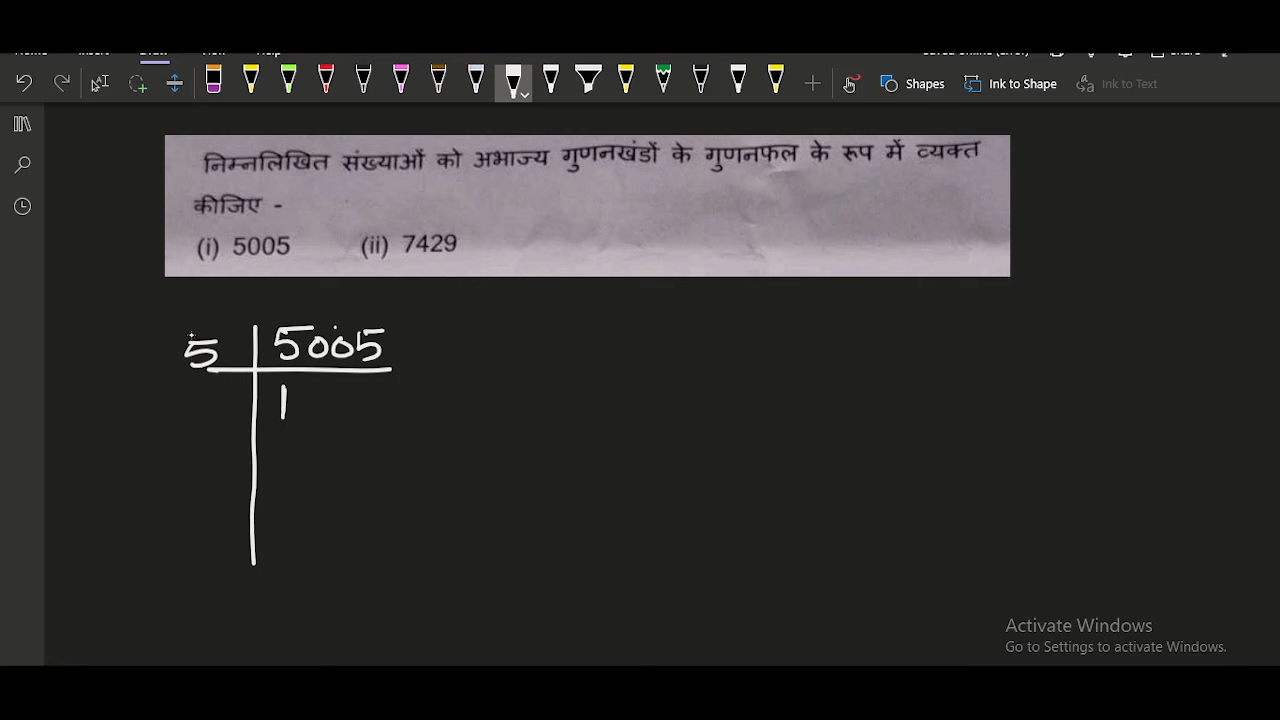 Shapes Ink to Shape Ink to Text
निम्नलिखित संख्याओं को अभाज्य गुणनखंडों के गुणनफल के रूप में व्यक्त
कीजिए -
(i) 5005 (ii) 7429
5 5005
1
Activate Windows
Go to Settings to activate Windows.